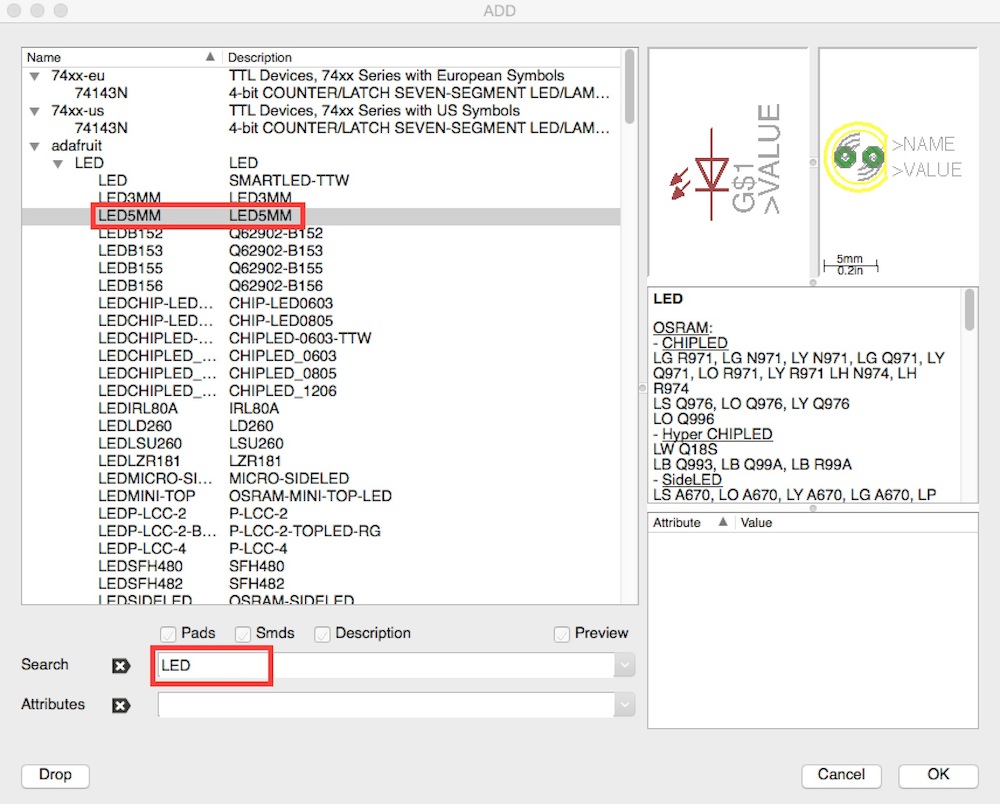 ADD
Name Description
74xx-eu TTL Devices, 74xx Series with European Symbols
74143N 4-bit COUNTER/LATCH SEVEN-SEGMENT LED/LAM...
74xx-us TTL Devices, 74xx Series with US Symbols
74143N 4-bit COUNTER/LATCH SEVEN-SEGMENT LED/LAM...
adafruit
LED LED
LED SMARTLED-TTW
LED3MM LED3MM
LED5MM LED5MM
LEDB152 Q62902-B152
LEDB153 Q62902-B153
LEDB155 Q62902-B155
LEDB156 Q62902-B156
LEDCHIP-LED... CHIP-LED0603
LEDCHIP-LED... CHIP-LED0805
LEDCHIPLED-... CHIPLED-0603-TTW
LEDCHIPLED_... CHIPLED_0603
LEDCHIPLED_... CHIPLED_0805
LEDCHIPLED_... CHIPLED_1206
LEDIRL80A IRL80A
LEDLD260 LD260
LEDLSU260 LSU260
LEDLZR181 LZR181
LEDMICRO-SI... MICRO-SIDELED
LEDMINI-TOP OSRAM-MINI-TOP-LED
LEDP-LCC-2 P-LCC-2
LEDP-LCC-2-B... P-LCC-2-TOPLED-RG
LEDP-LCC-4 P-LCC-4
LEDSFH480 SFH480
LEDSFH482 SFH482
LEDSIDELED OSRAM-SIDELED
Pads Smds Description Preview
Search LED
Attributes
Drop
G$1
>VALUE
>NAME
>VALUE
5mm
0.2in
LED
OSRAM:
- CHIPLED
LG R971, LG N971, LY N971, LG Q971, LY
Q971, LO R971, LY R971 LH N974, LH
R974
LS Q976, LO Q976, LY Q976
LO Q996
- Hyper CHIPLED
LW Q18S
LB Q993, LB Q99A, LB R99A
- SideLED
LS A670, LO A670, LY A670, LG A670, LP
Attribute Value
Cancel OK